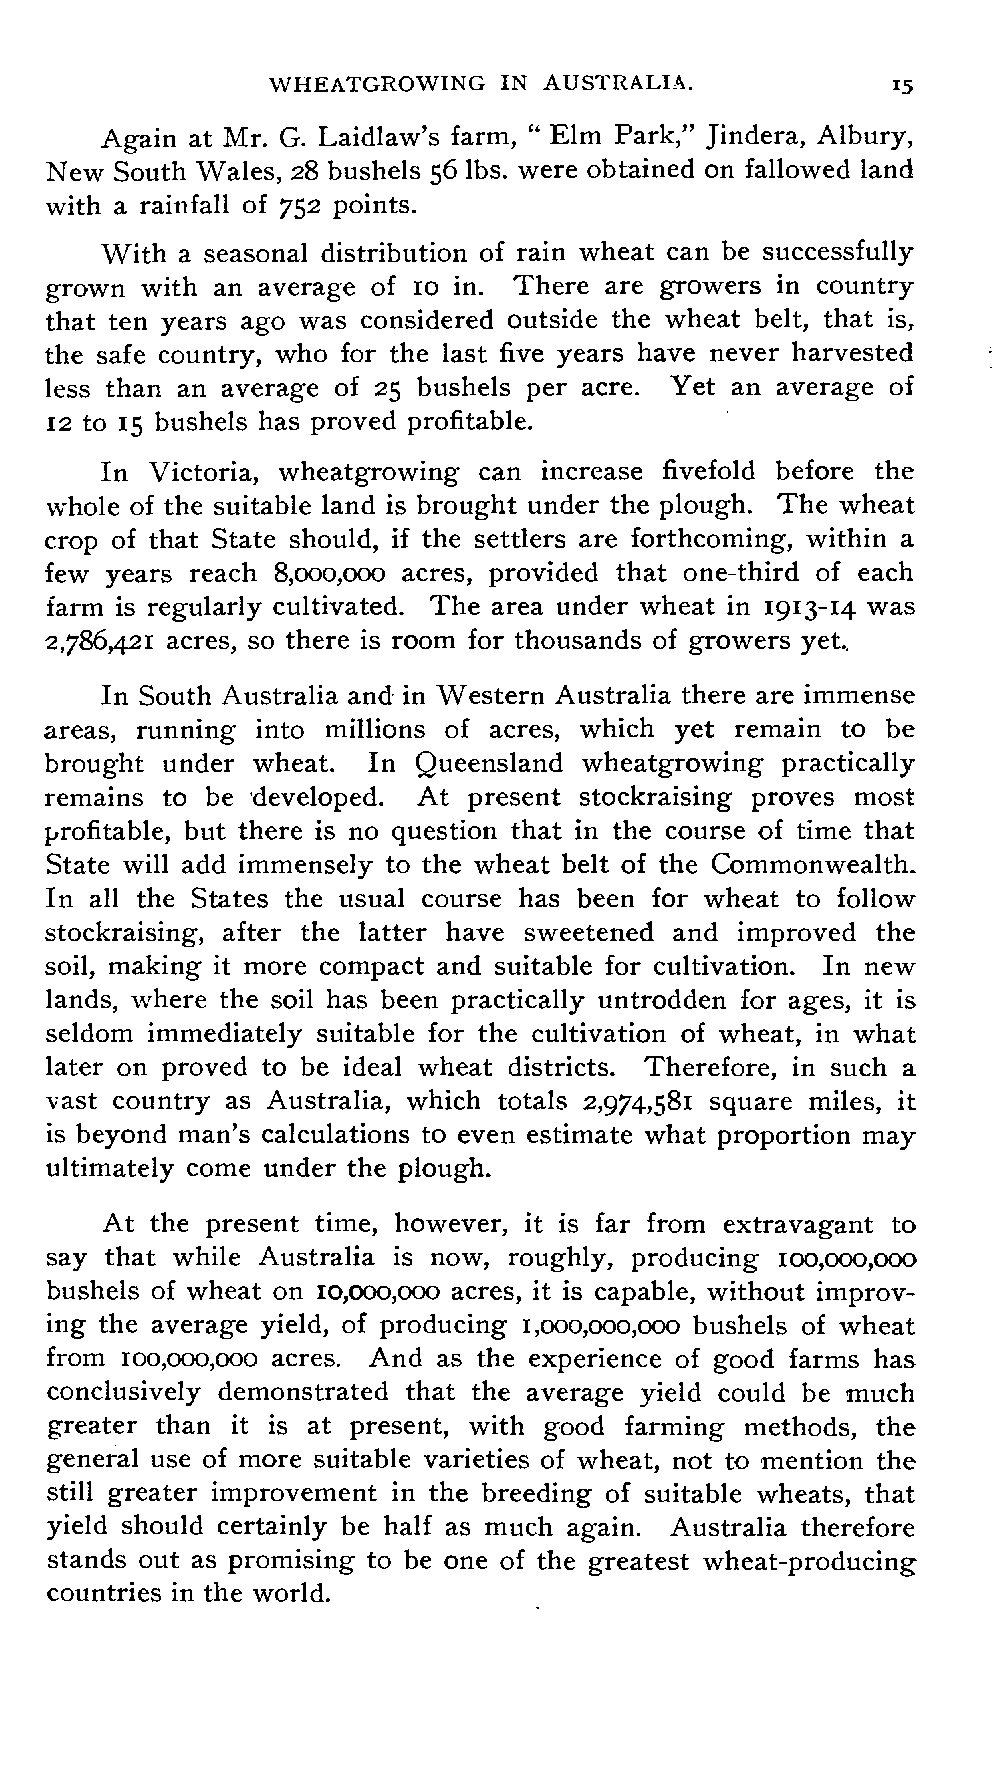 WHEATGROWING IN AUSTRALIA. 15
Again at Mr. G. Laidlaw's farm, " Elm Park," Jindera, Albury,
New South Wales, 28 bushels 56 lbs. were obtained on fallowed land
with a rainfall of 752 points.
With a seasonal distribution of rain wheat can be successfully
grown with an average of 10 in. There are growers in country
that ten years ago was considered outside the wheat belt, that is,
the safe country, who for the last five years have never harvested
less than an average of 25 bushels per acre. Yet an average of
12 to 15 bushels has proved profitable.
In Victoria, wheatgrowing can increase fivefold before the
whole of the suitable land is brought under the plough. The wheat
crop of that State should, if the settlers are forthcoming, within a
few years reach 8,000,000 acres, provided that one-third of each
farm is regularly cultivated. The area under wheat in 1913-14 was
2,786,421 acres, so there is room for thousands of growers yet.
In South Australia and in Western Australia there are immense
areas, running into millions of acres, which yet remain to be
brought under wheat. In Queensland wheatgrowing practically
remains to be developed. At present stockraising proves most
profitable, but there is no question that in the course of time that
State will add immensely to the wheat belt of the Commonwealth.
In all the States the usual course has been for wheat to follow
stockraising, after the latter have sweetened and improved the
soil, making it more compact and suitable for cultivation. In new
lands, where the soil has been practically untrodden for ages, it is
seldom immediately suitable for the cultivation of wheat, in what
later on proved to be ideal wheat districts. Therefore, in such a
vast country as Australia, which totals 2,974,581 square miles, it
is beyond man's calculations to even estimate what proportion may
ultimately come under the plough.
At the present time, however, it is far from extravagant to
say that while Australia is now, roughly, producing 100,000,000
bushels of wheat on 10,000,000 acres, it is capable, without improv-
ing the average yield, of producing 1,000,000,000 bushels of wheat
from 100,000,000 acres. And as the experience of good farms has
conclusively demonstrated that the average yield could be much
greater than it is at present, with good farming methods, the
general use of more suitable varieties of wheat, not to mention the
still greater improvement in the breeding of suitable wheats, that
yield should certainly be half as much again. Australia therefore
stands out as promising to be one of the greatest wheat-producing
countries in the world.